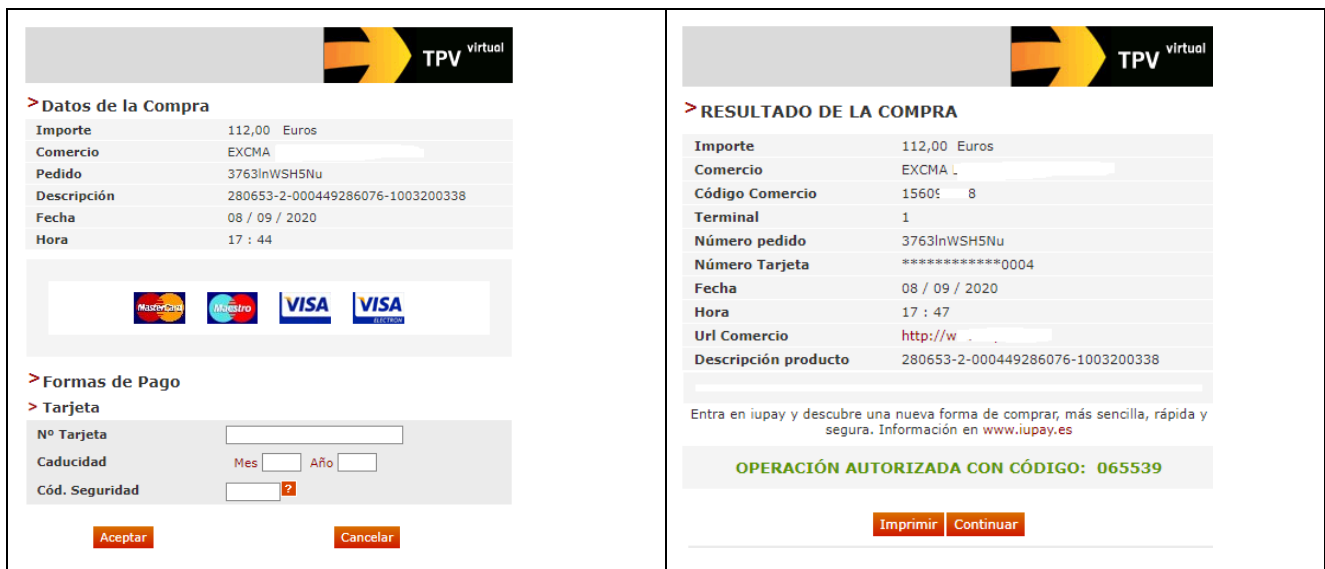 TPV virtual
>Datos de la Compra
Importe 112,00 Euros
Comercio EXCMA
Pedido 3763lnWSH5Nu
Descripción 280653-2-000449286076-1003200338
Fecha 08 / 09 / 2020
Hora 17 : 44
MasterCard Maestro VISA VISA ELECTRON
>Formas de Pago
> Tarjeta
Nº Tarjeta
Caducidad Mes Año
Cód. Seguridad ?
Aceptar Cancelar
TPV virtual
>RESULTADO DE LA COMPRA
Importe 112,00 Euros
Comercio EXCMA
Código Comercio 15609 8
Terminal 1
Número pedido 3763lnWSH5Nu
Número Tarjeta ************0004
Fecha 08 / 09 / 2020
Hora 17 : 47
Url Comercio http://w
Descripción producto 280653-2-000449286076-1003200338
Entra en iupay y descubre una nueva forma de comprar, más sencilla, rápida y
segura. Información en www.iupay.es
OPERACIÓN AUTORIZADA CON CÓDIGO: 065539
Imprimir Continuar